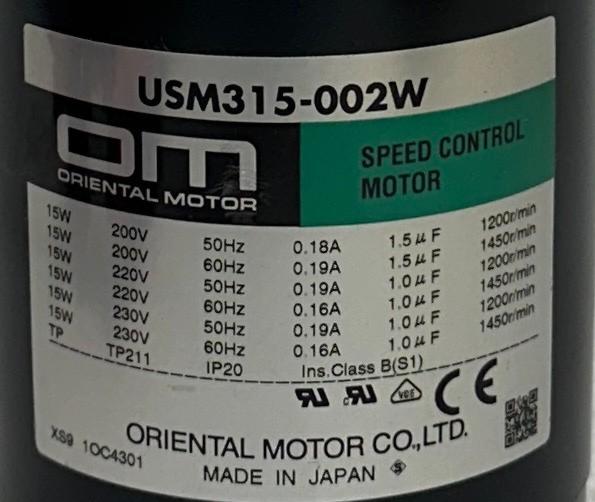 USM315-002W
OM
ORIENTAL MOTOR
SPEED CONTROL
MOTOR
15W 200V 50Hz 0.18A 1.5μF 1200r/min
15W 200V 60Hz 0.19A 1.5μF 1450r/min
15W 220V 50Hz 0.19A 1.0μF 1200r/min
15W 220V 60Hz 0.16A 1.0μF 1450r/min
15W 230V 50Hz 0.19A 1.0μF 1200r/min
15W 230V 60Hz 0.16A 1.0μF 1450r/min
TP TP211 IP20 Ins.Class B(S1)
CE
XS9 1OC4301
ORIENTAL MOTOR CO.,LTD.
MADE IN JAPAN